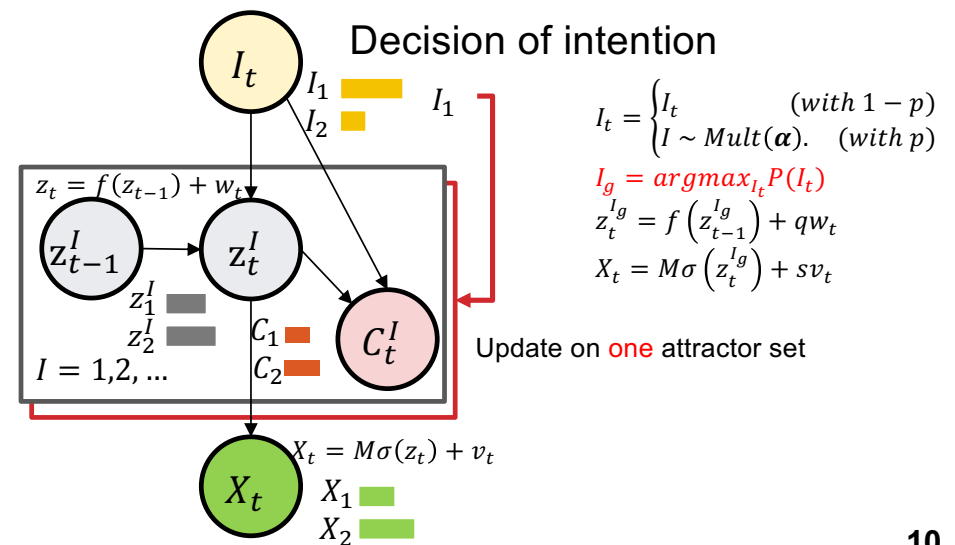 Decision of intention
I_t
I_1
I_2
I_1
I_t = {I_t (with 1 − p)
I ~ Mult(α). (with p)
I_g = argmax_{I_t} P(I_t)
z_t^{I_g} = f(z_{t−1}^{I_g}) + qw_t
X_t = Mσ(z_t^{I_g}) + sv_t
z_t = f(z_{t−1}) + w_t
z_{t−1}^I
z_t^I
z_1^I
z_2^I
I = 1,2, ...
C_1
C_2
C_t^I
Update on one attractor set
X_t = Mσ(z_t) + v_t
X_t
X_1
X_2
10